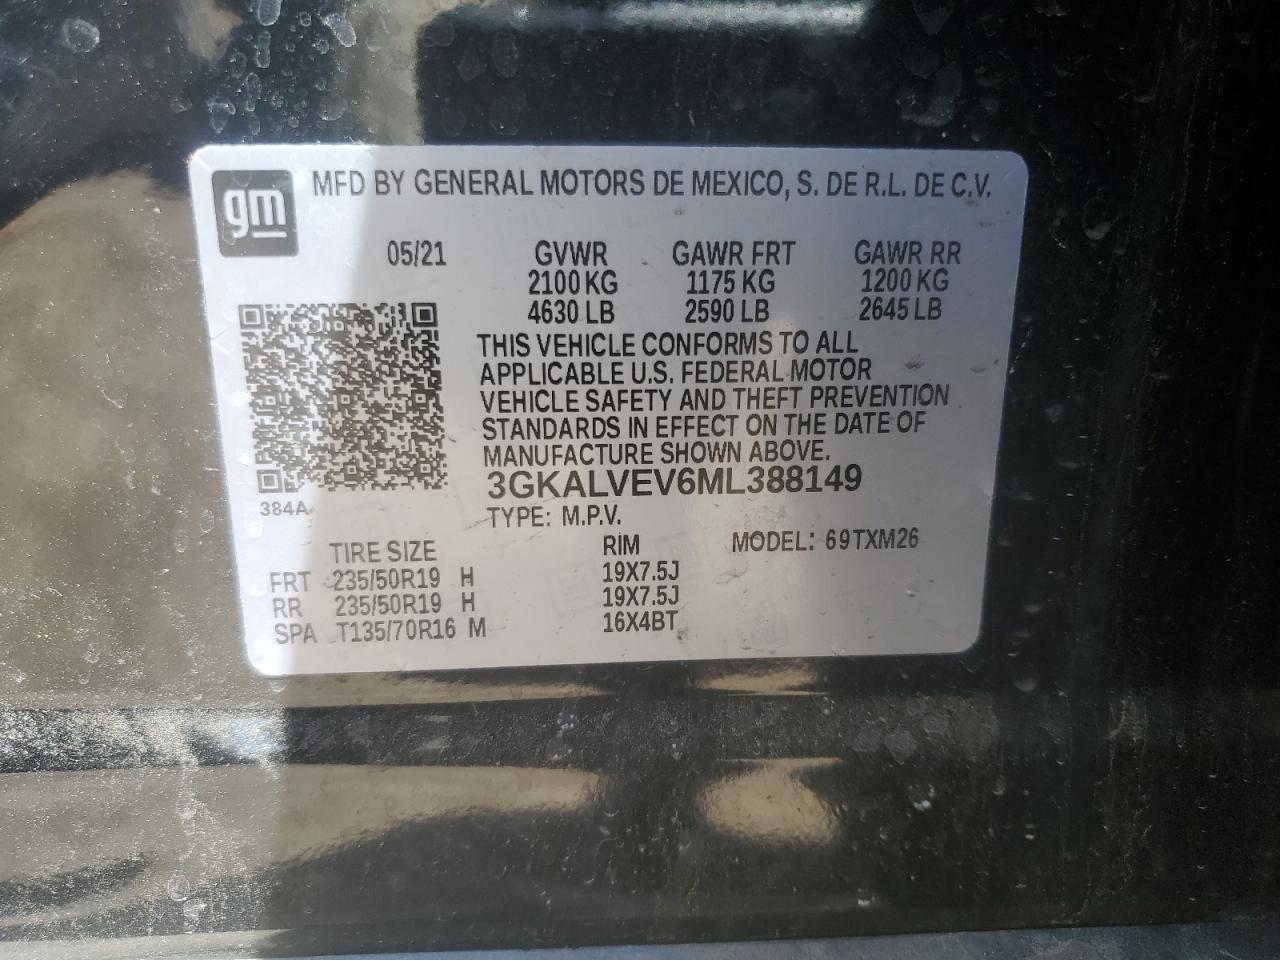 gm
MFD BY GENERAL MOTORS DE MEXICO, S. DE R.L. DE C.V.
05/21 GVWR GAWR FRT GAWR RR
2100 KG 1175 KG 1200 KG
4630 LB 2590 LB 2645 LB
THIS VEHICLE CONFORMS TO ALL
APPLICABLE U.S. FEDERAL MOTOR
VEHICLE SAFETY AND THEFT PREVENTION
STANDARDS IN EFFECT ON THE DATE OF
MANUFACTURE SHOWN ABOVE.
3GKALVEV6ML388149
384A
TYPE: M.P.V.
TIRE SIZE RIM MODEL: 69TXM26
FRT 235/50R19 H 19X7.5J
RR 235/50R19 H 19X7.5J
SPA T135/70R16 M 16X4BT